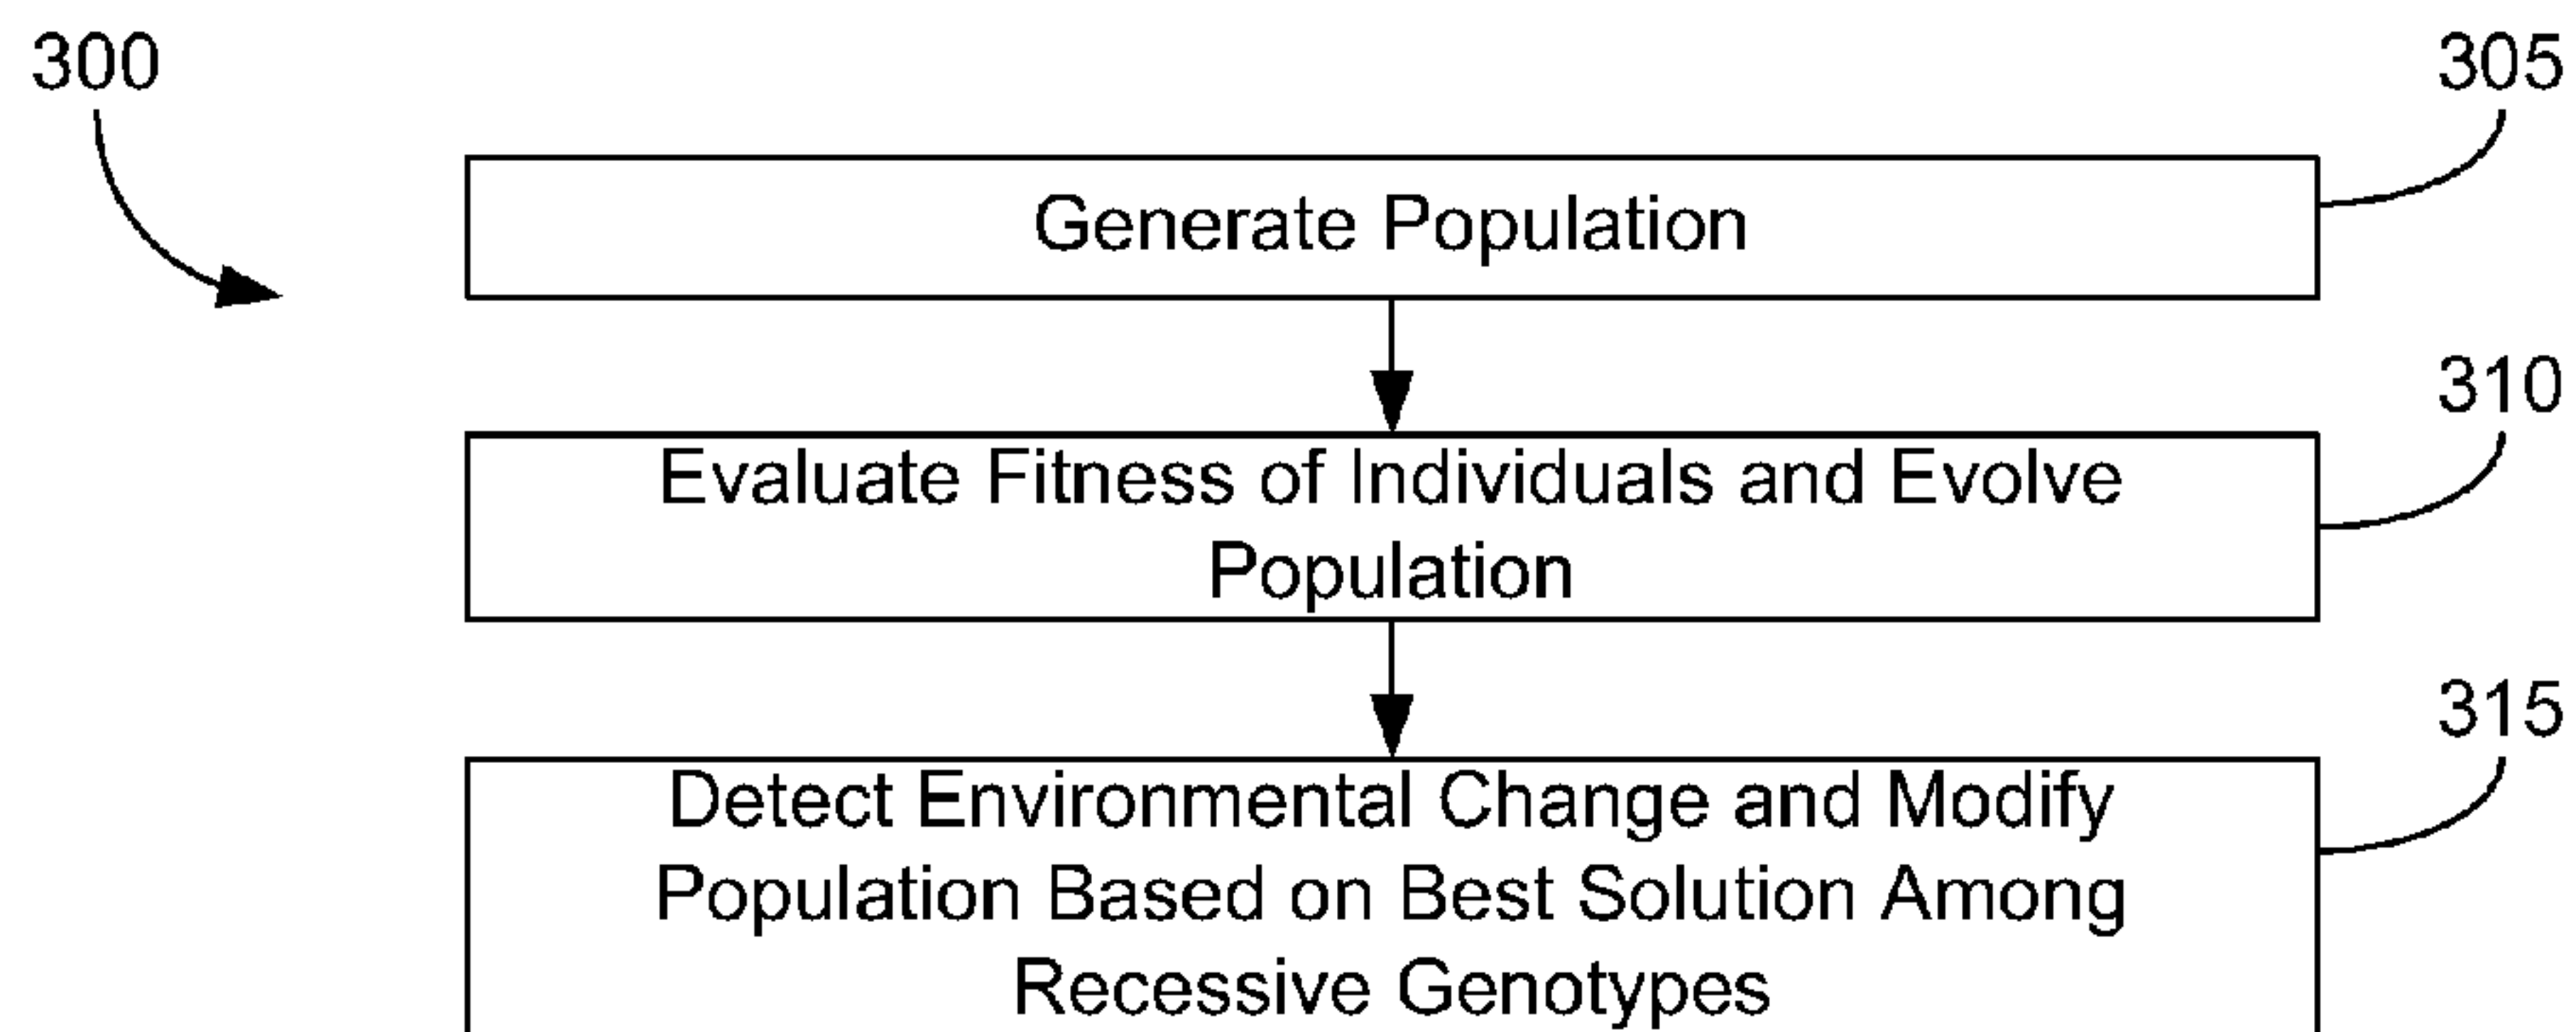 300
305
Generate Population
310
Evaluate Fitness of Individuals and Evolve
Population
315
Detect Environmental Change and Modify
Population Based on Best Solution Among
Recessive Genotypes